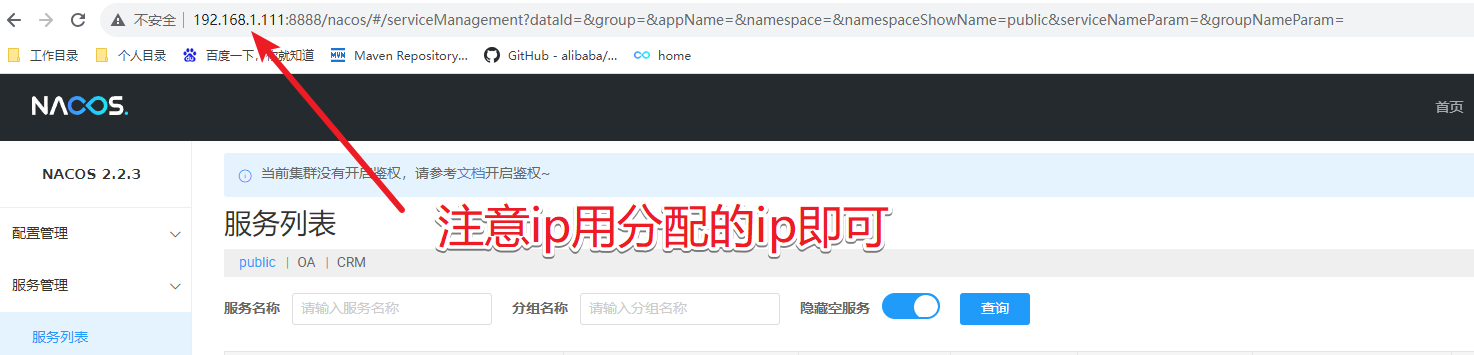 不安全 192.168.1.111:8888/nacos/#/serviceManagement?dataId=&group=&appName=&namespace=&namespaceShowName=public&serviceNameParam=&groupNameParam=
工作目录 个人目录 百度一下，你就知道 Maven Repository... GitHub - alibaba/... home
NACOS. 首页
NACOS 2.2.3
当前集群没有开启鉴权，请参考文档开启鉴权~
服务列表
注意ip用分配的ip即可
配置管理
public | OA | CRM
服务管理
服务名称 请输入服务名称 分组名称 请输入分组名称 隐藏空服务 查询
服务列表